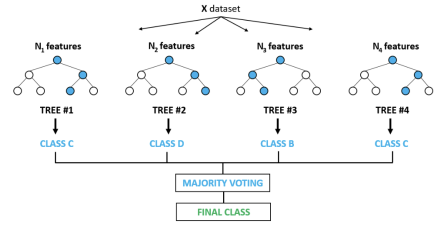 X dataset
N1 features
N2 features
N3 features
N4 features
TREE #1
TREE #2
TREE #3
TREE #4
CLASS C
CLASS D
CLASS B
CLASS C
MAJORITY VOTING
FINAL CLASS